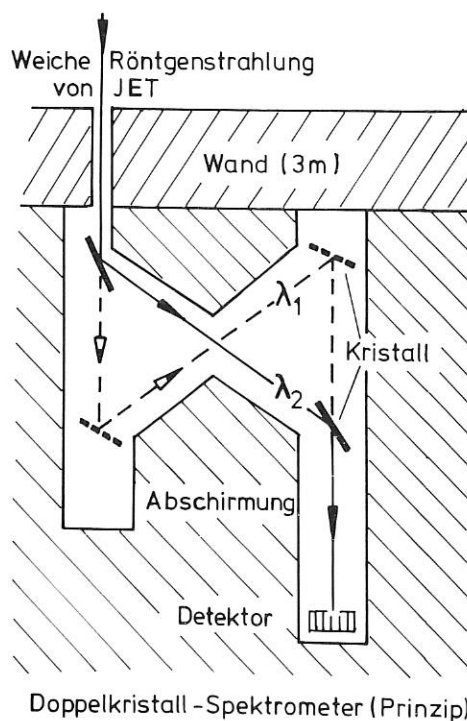 Weiche Röntgenstrahlung
von JET
Wand (3m)
λ1
Kristall
λ2
Abschirmung
Detektor
Doppelkristall-Spektrometer (Prinzip)